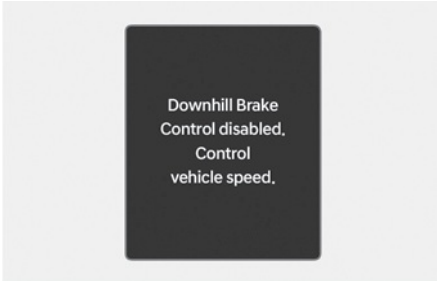 Downhill Brake
Control disabled.
Control
vehicle speed.